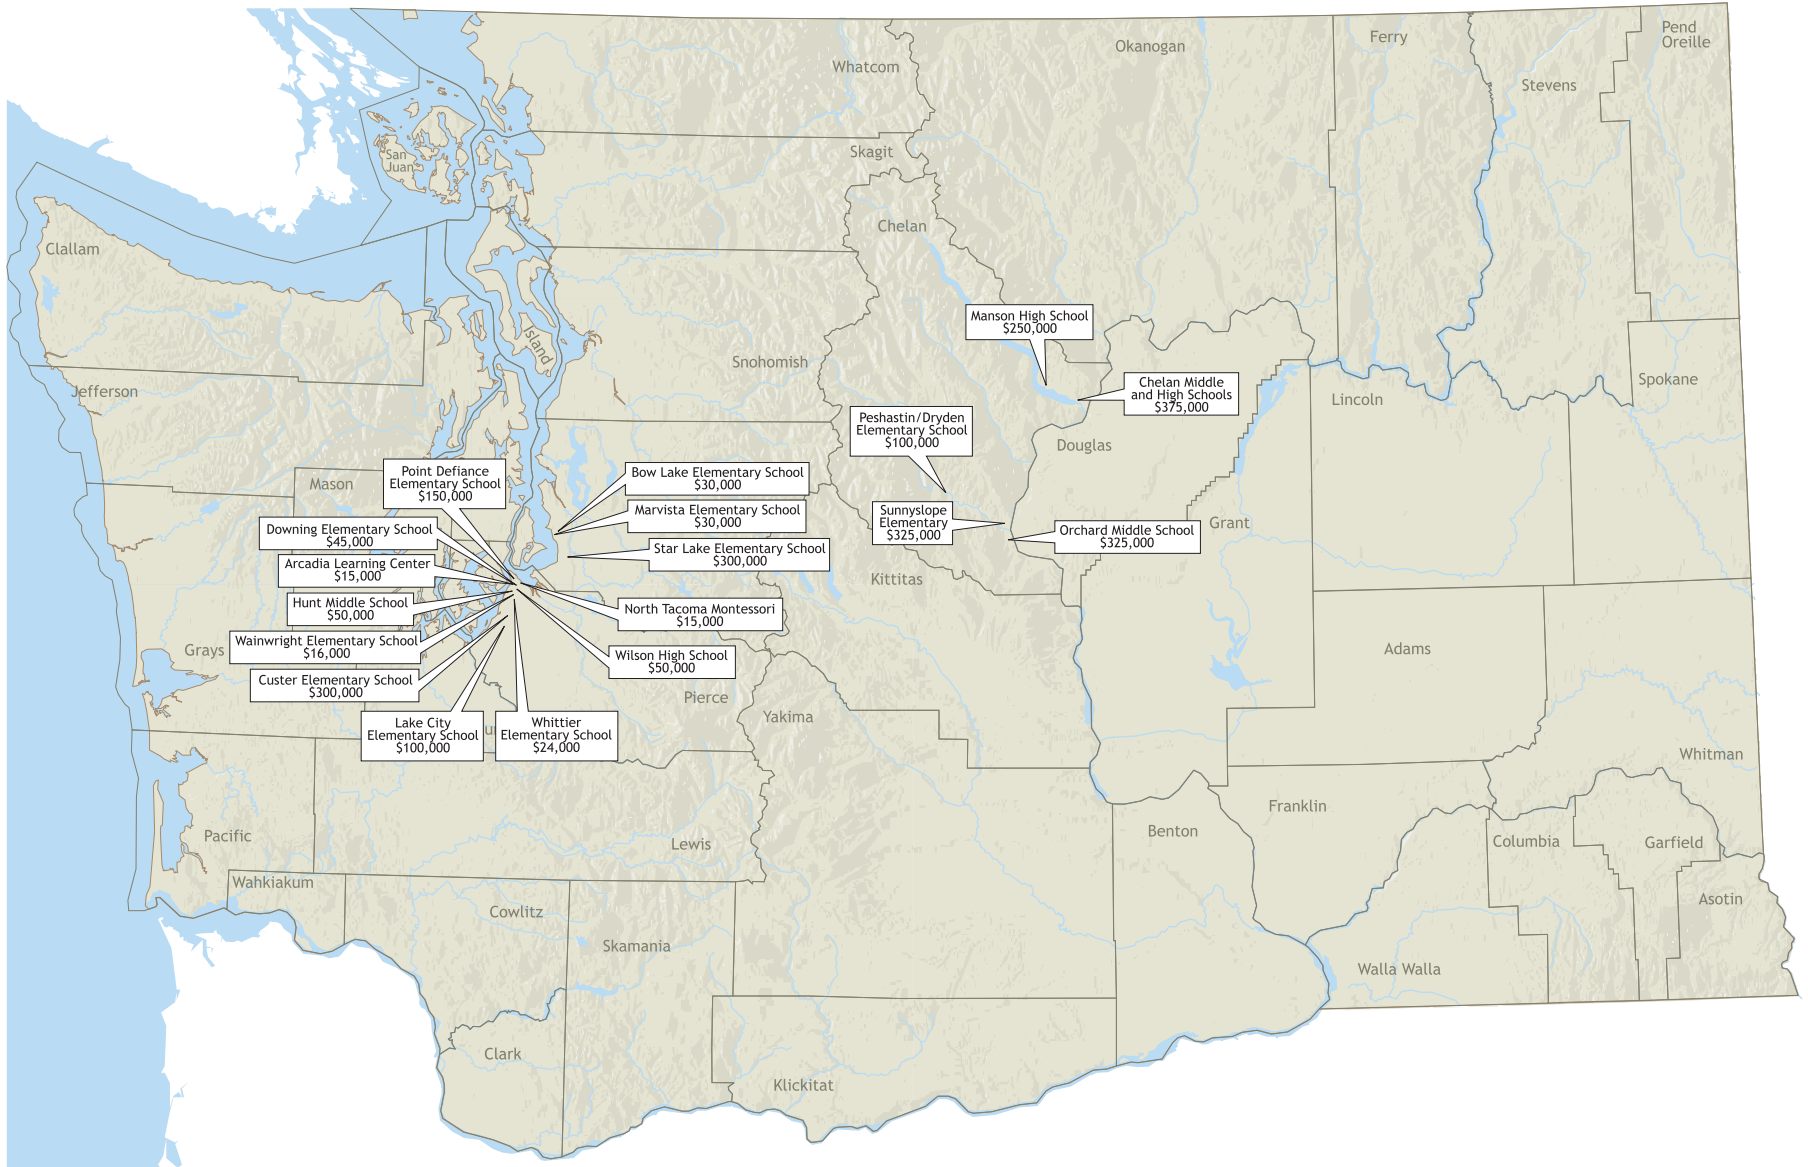 Pend
Oreille
Ferry
Okanogan
Whatcom
Stevens
Skagit
San
Juan
Chelan
Clallam
Manson High School
$250,000
Island
Snohomish
Chelan Middle
and High Schools
$375,000
Spokane
Jefferson
Lincoln
Peshastin/Dryden
Elementary School
$100,000
Douglas
Point Defiance
Elementary School
$150,000
Mason
Bow Lake Elementary School
$30,000
Marvista Elementary School
$30,000
Sunnyslope
Elementary
$325,000
Grant
Downing Elementary School
$45,000
Orchard Middle School
$325,000
Star Lake Elementary School
$300,000
Arcadia Learning Center
$15,000
Kittitas
Hunt Middle School
$50,000
North Tacoma Montessori
$15,000
Wainwright Elementary School
$16,000
Grays
Adams
Wilson High School
$50,000
Custer Elementary School
$300,000
Pierce
Yakima
Lake City
Elementary School
$100,000
Whittier
Elementary School
$24,000
Whitman
Franklin
Benton
Pacific
Lewis
Columbia
Garfield
Wahkiakum
Asotin
Cowlitz
Skamania
Walla Walla
Clark
Klickitat